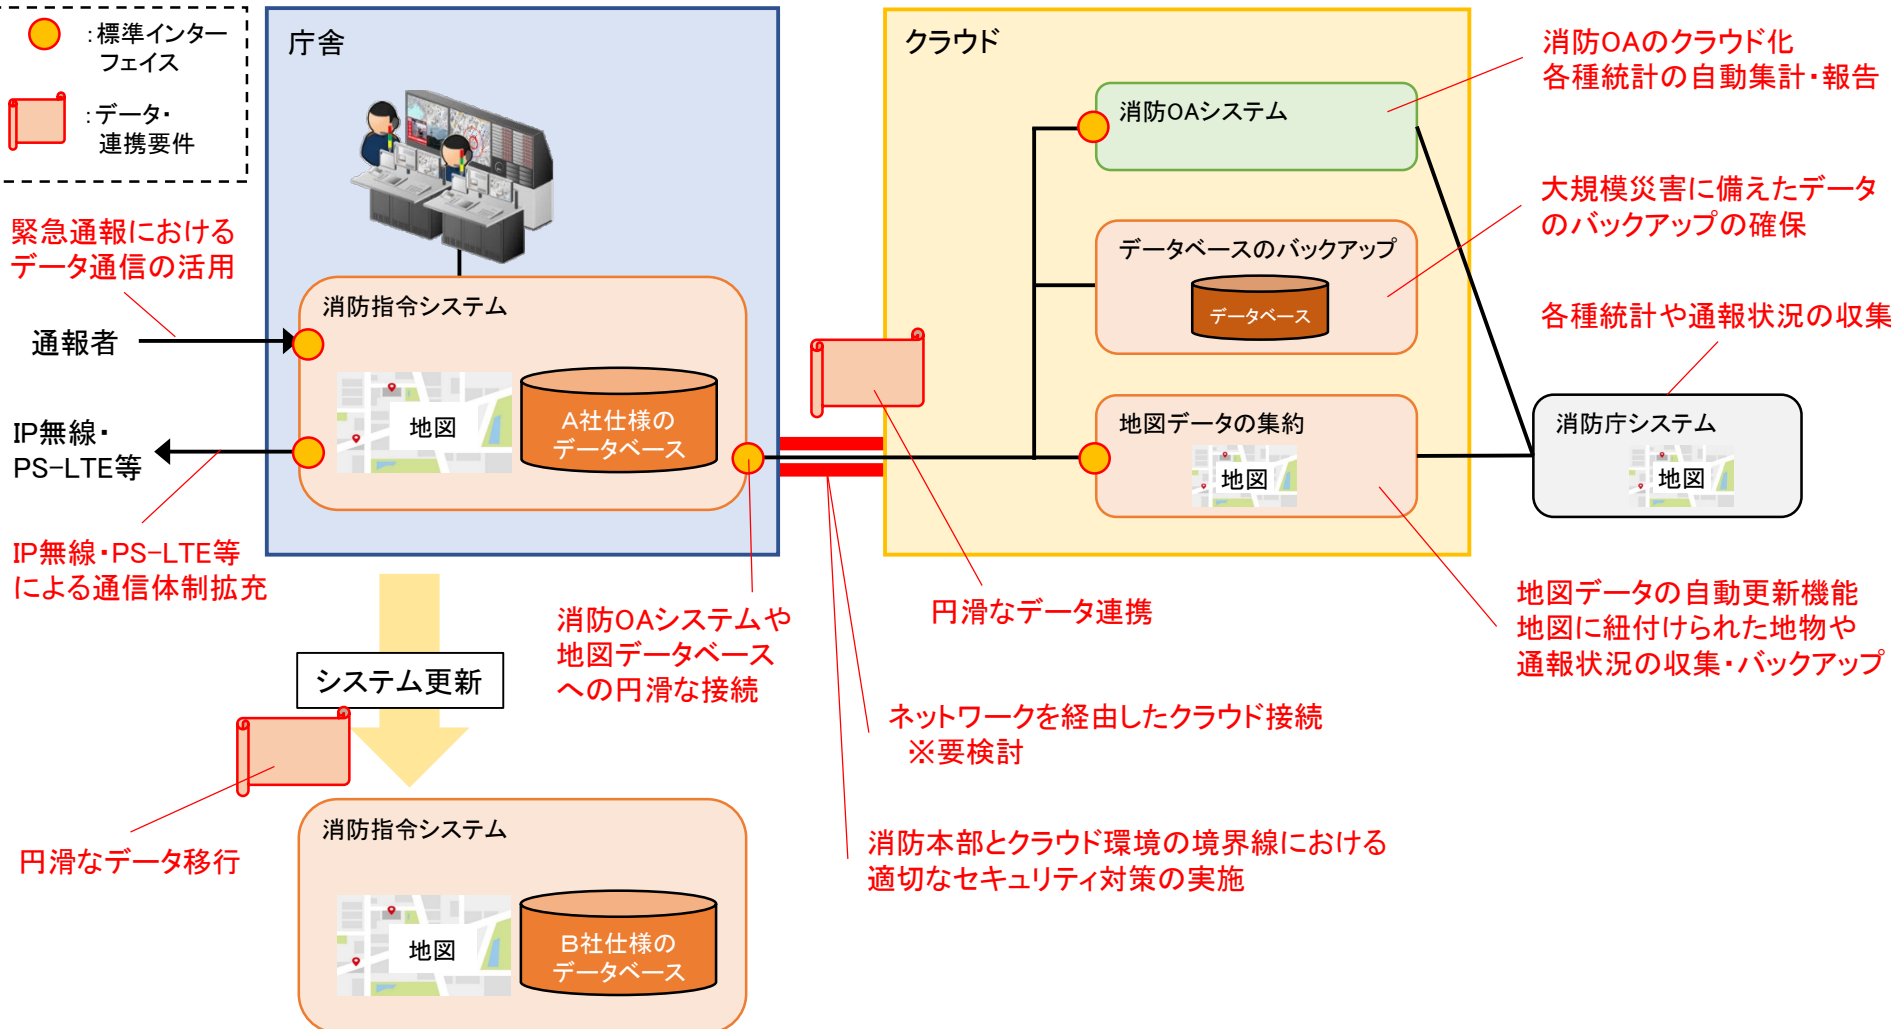 :標準インター
フェイス
:データ・
連携要件
庁舎
クラウド
消防OAのクラウド化
各種統計の自動集計・報告
消防OAシステム
大規模災害に備えたデータ
のバックアップの確保
緊急通報における
データ通信の活用
データベースのバックアップ
データベース
消防指令システム
各種統計や通報状況の収集
通報者
地図
A社仕様の
データベース
IP無線・
PS-LTE等
地図データの集約
地図
消防庁システム
地図
IP無線・PS-LTE等
による通信体制拡充
消防OAシステムや
地図データベース
への円滑な接続
円滑なデータ連携
地図データの自動更新機能
地図に紐付けられた地物や
通報状況の収集・バックアップ
システム更新
ネットワークを経由したクラウド接続
※要検討
円滑なデータ移行
消防指令システム
消防本部とクラウド環境の境界線における
適切なセキュリティ対策の実施
地図
B社仕様の
データベース